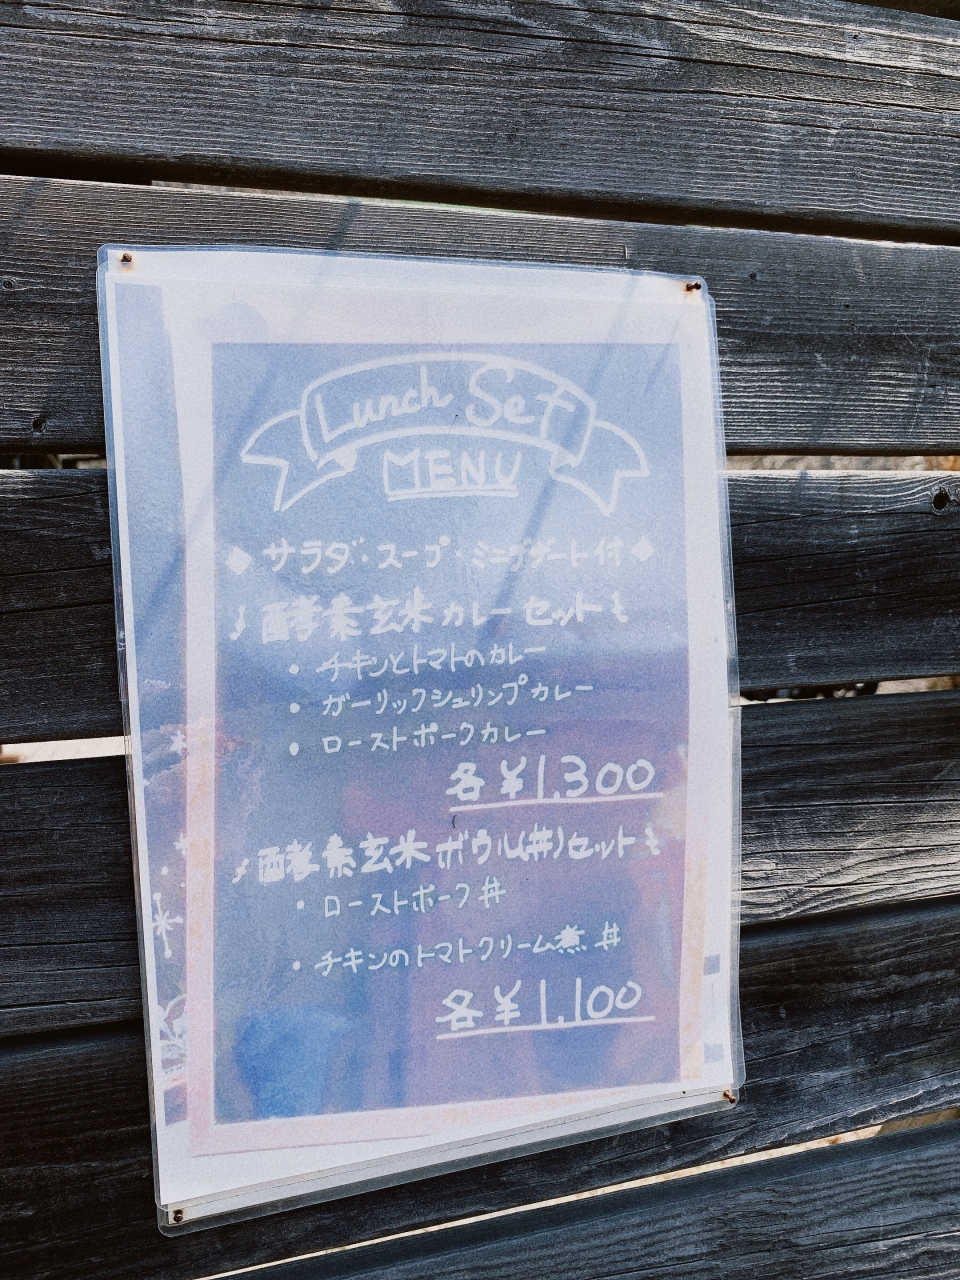 Lunch Set
MENU
◆サラダ・スープ・ミニデザート付◆
酵素玄米カレーセット
・チキンとトマトのカレー
・ガーリックシュリンプカレー
・ローストポークカレー
各¥1.300
酵素玄米ボウル(丼)セット
・ローストポーク丼
・チキンのトマトクリーム煮丼
各¥1.100